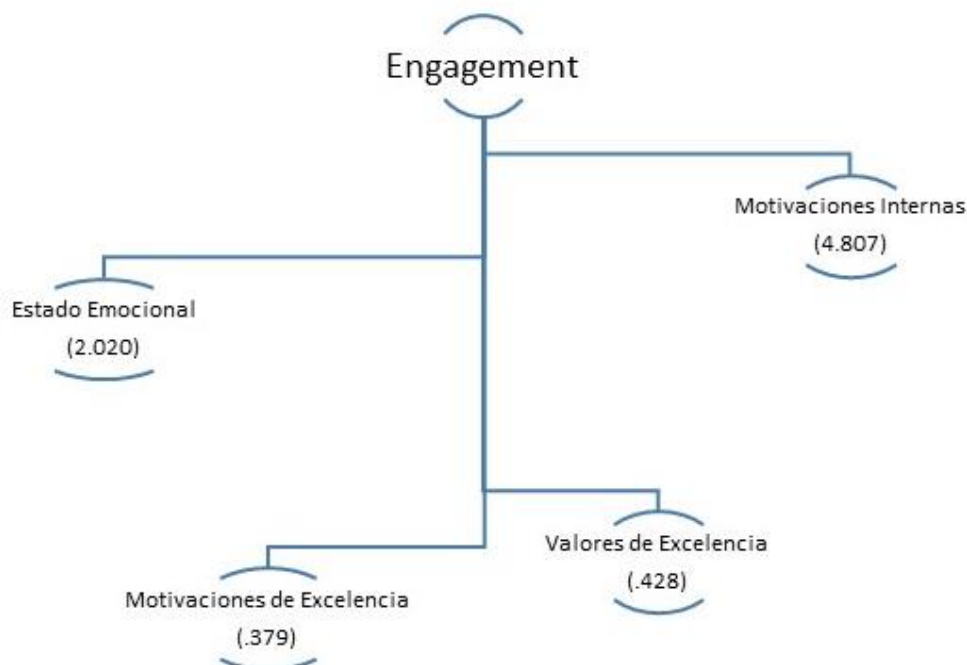 Engagement
Motivaciones Internas
(4.807)
Estado Emocional
(2.020)
Valores de Excelencia
(.428)
Motivaciones de Excelencia
(.379)